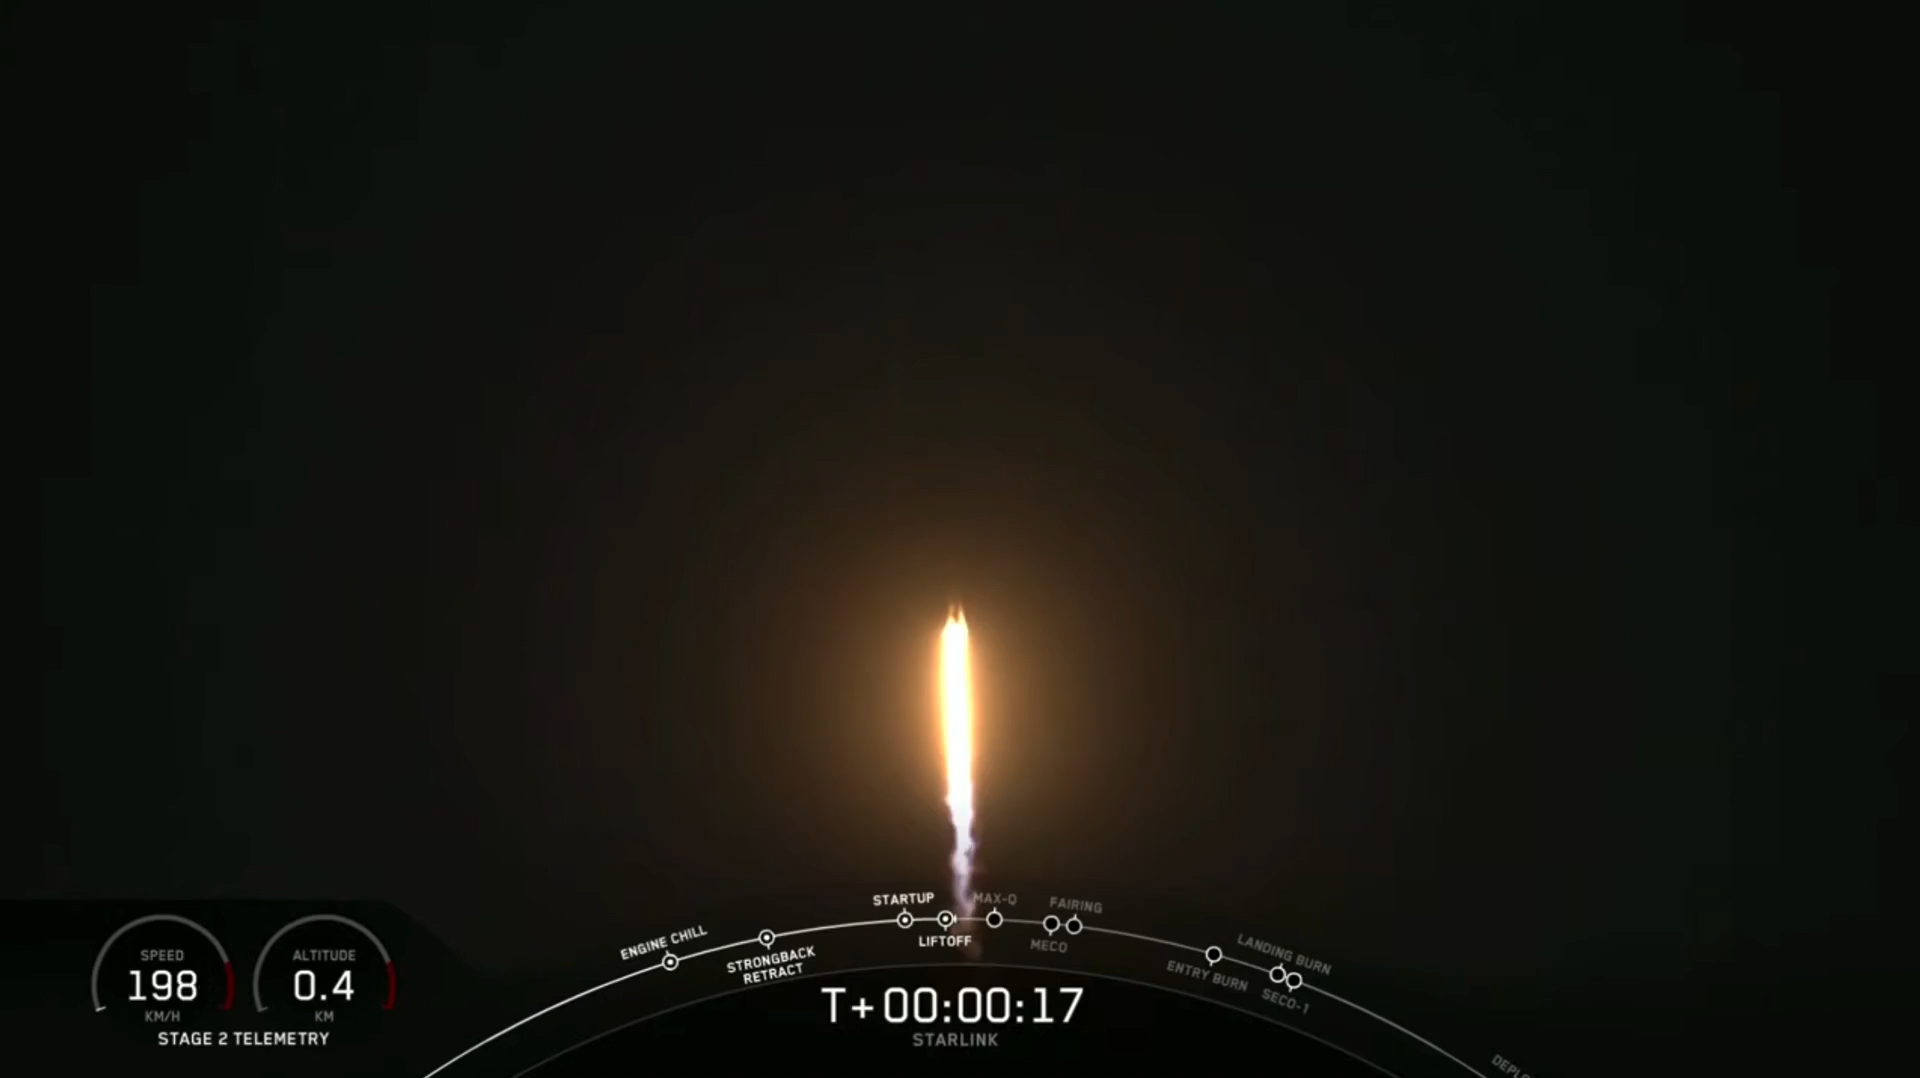 ENGINE CHILL
STRONGBACK
RETRACT
STARTUP
LIFTOFF
MAX-Q
MECO
FAIRING
ENTRY BURN
LANDING BURN
SECO-1
SPEED
198
KM/H
ALTITUDE
0.4
KM
STAGE 2 TELEMETRY
T+00:00:17
STARLINK